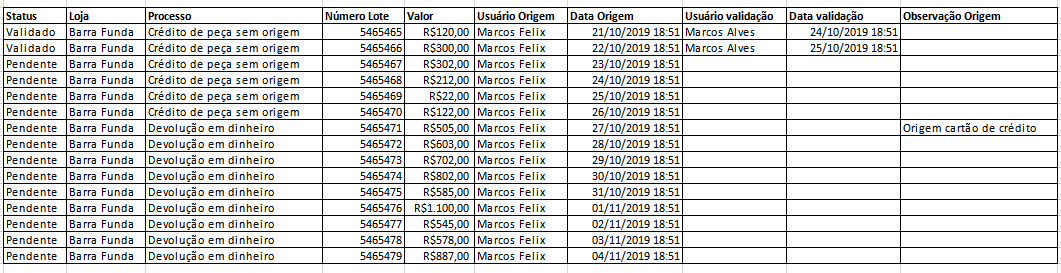 Status Loja Processo Número Lote Valor Usuário Origem Data Origem Usuário validação Data validação Observação Origem
Validado Barra Funda Crédito de peça sem origem 5465465 R$120,00 Marcos Felix 21/10/2019 18:51 Marcos Alves 24/10/2019 18:51
Validado Barra Funda Crédito de peça sem origem 5465466 R$300,00 Marcos Felix 22/10/2019 18:51 Marcos Alves 25/10/2019 18:51
Pendente Barra Funda Crédito de peça sem origem 5465467 R$302,00 Marcos Felix 23/10/2019 18:51
Pendente Barra Funda Crédito de peça sem origem 5465468 R$212,00 Marcos Felix 24/10/2019 18:51
Pendente Barra Funda Crédito de peça sem origem 5465469 R$22,00 Marcos Felix 25/10/2019 18:51
Pendente Barra Funda Crédito de peça sem origem 5465470 R$122,00 Marcos Felix 26/10/2019 18:51
Pendente Barra Funda Devolução em dinheiro 5465471 R$505,00 Marcos Felix 27/10/2019 18:51 Origem cartão de crédito
Pendente Barra Funda Devolução em dinheiro 5465472 R$603,00 Marcos Felix 28/10/2019 18:51
Pendente Barra Funda Devolução em dinheiro 5465473 R$702,00 Marcos Felix 29/10/2019 18:51
Pendente Barra Funda Devolução em dinheiro 5465474 R$802,00 Marcos Felix 30/10/2019 18:51
Pendente Barra Funda Devolução em dinheiro 5465475 R$585,00 Marcos Felix 31/10/2019 18:51
Pendente Barra Funda Devolução em dinheiro 5465476 R$1.100,00 Marcos Felix 01/11/2019 18:51
Pendente Barra Funda Devolução em dinheiro 5465477 R$545,00 Marcos Felix 02/11/2019 18:51
Pendente Barra Funda Devolução em dinheiro 5465478 R$578,00 Marcos Felix 03/11/2019 18:51
Pendente Barra Funda Devolução em dinheiro 5465479 R$887,00 Marcos Felix 04/11/2019 18:51